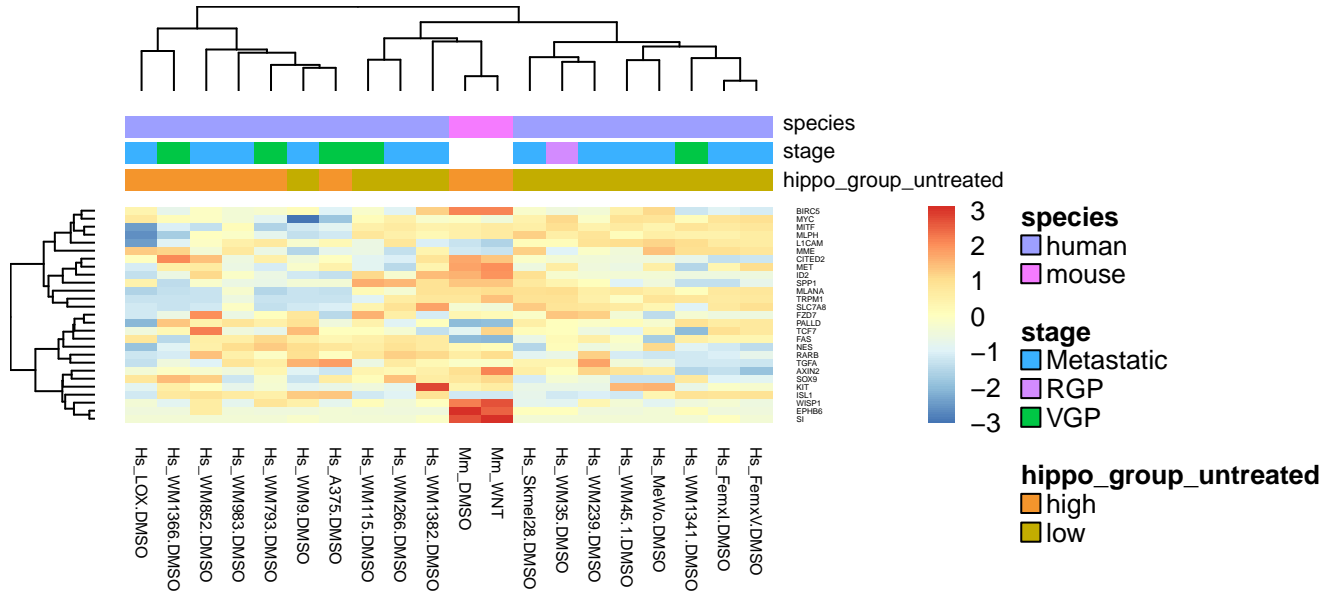 species
stage
hippo_group_untreated
BIRC5
MYC
MITF
MLPH
L1CAM
MME
CITED2
MET
ID2
SPP1
MLANA
TRPM1
SLC7A8
FZD7
PALLD
TCF7
FAS
NES
RARB
TGFA
AXIN2
SOX9
KIT
ISL1
WISP1
EPHB6
SI
Hs_LOX.DMSO
Hs_WM1366.DMSO
Hs_WM852.DMSO
Hs_WM983.DMSO
Hs_WM793.DMSO
Hs_WM9.DMSO
Hs_A375.DMSO
Hs_WM115.DMSO
Hs_WM266.DMSO
Hs_WM1382.DMSO
Mm_DMSO
Mm_WNT
Hs_Skmel28.DMSO
Hs_WM35.DMSO
Hs_WM239.DMSO
Hs_WM45.1.DMSO
Hs_MeWo.DMSO
Hs_WM1341.DMSO
Hs_FemxI.DMSO
Hs_FemxV.DMSO
3
2
1
0
−1
−2
−3
species
human
mouse
stage
Metastatic
RGP
VGP
hippo_group_untreated
high
low